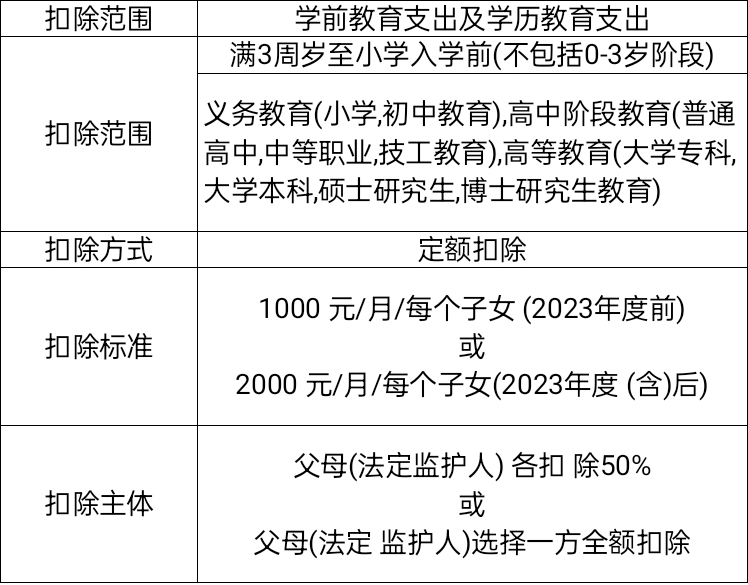 扣除范围
学前教育支出及学历教育支出
扣除范围
满3周岁至小学入学前(不包括0-3岁阶段)
义务教育(小学,初中教育),高中阶段教育(普通
高中,中等职业,技工教育),高等教育(大学专科,
大学本科,硕士研究生,博士研究生教育)
扣除方式
定额扣除
扣除标准
1000 元/月/每个子女 (2023年度前)
或
2000 元/月/每个子女(2023年度 (含)后)
扣除主体
父母(法定监护人) 各扣 除50%
或
父母(法定 监护人)选择一方全额扣除